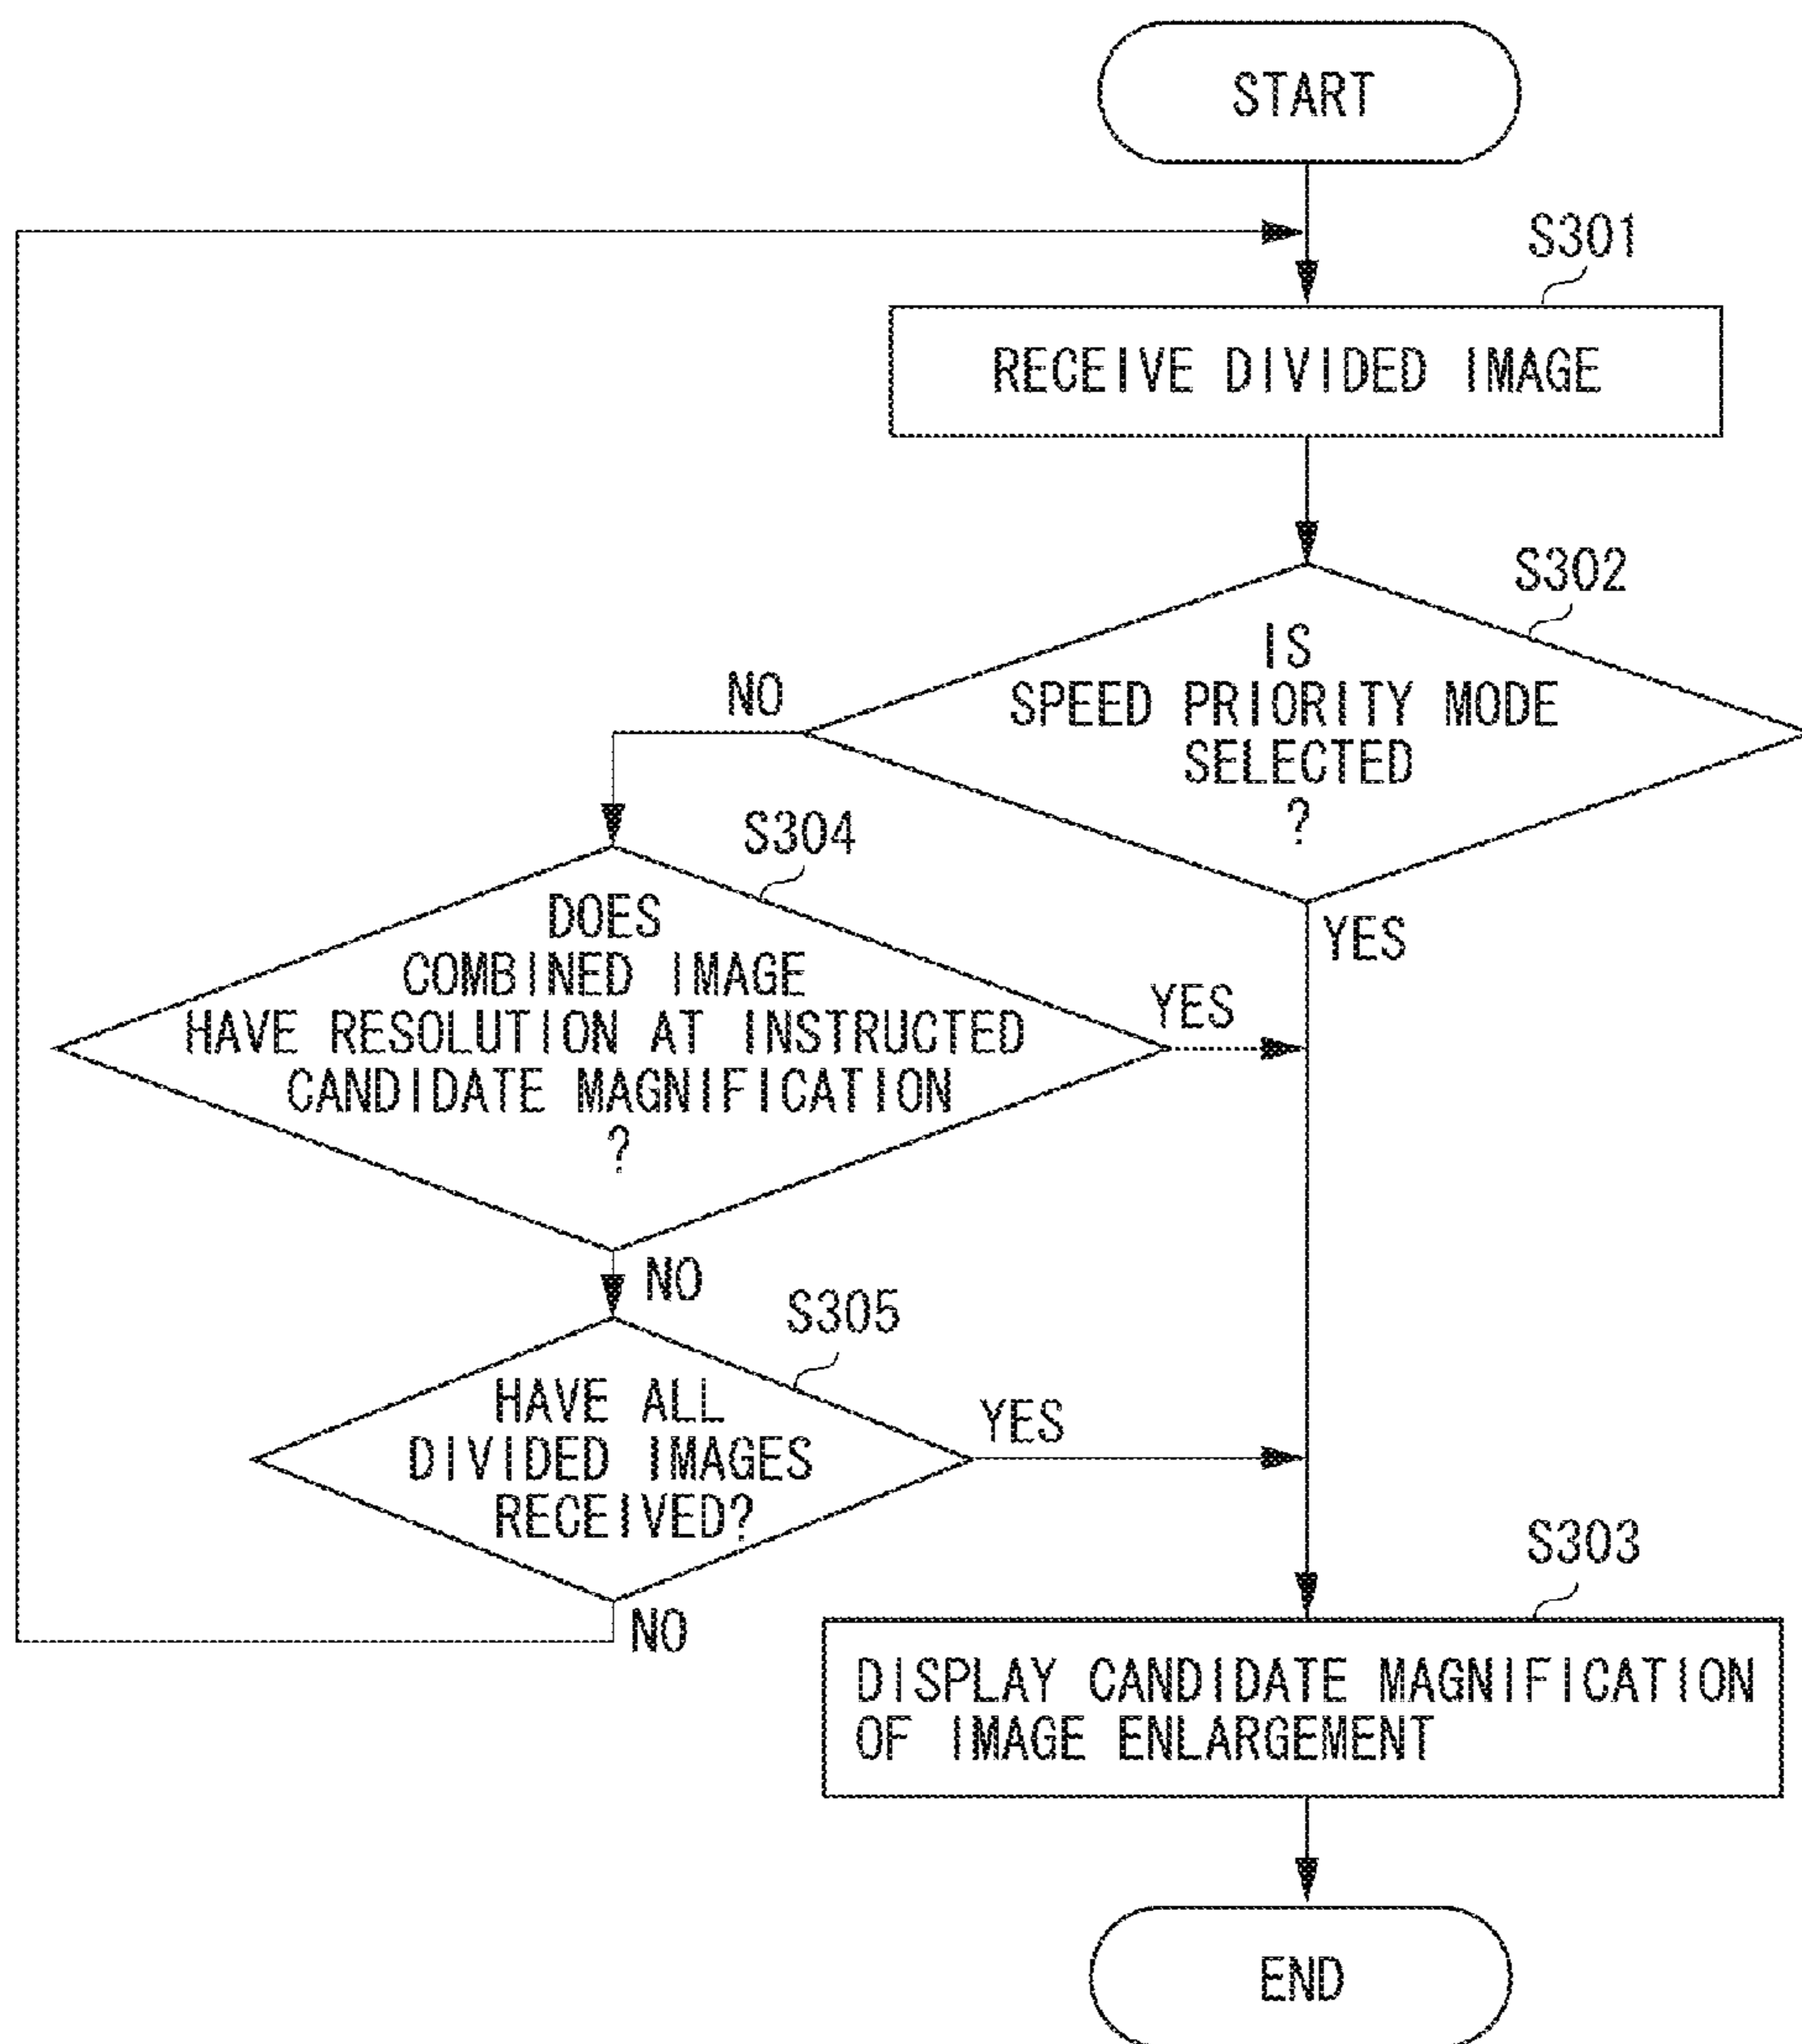 START
S301
RECEIVE DIVIDED IMAGE
S302
IS
SPEED PRIORITY MODE
SELECTED
?
NO
YES
S304
DOES
COMBINED IMAGE
HAVE RESOLUTION AT INSTRUCTED
CANDIDATE MAGNIFICATION
?
YES
NO
S305
HAVE ALL
DIVIDED IMAGES
RECEIVED?
YES
NO
S303
DISPLAY CANDIDATE MAGNIFICATION
OF IMAGE ENLARGEMENT
END